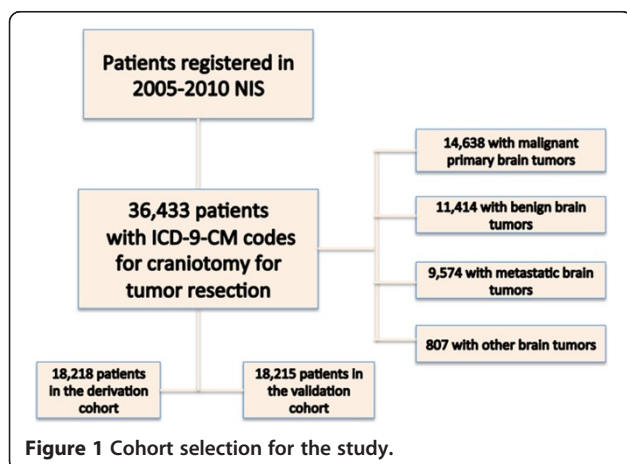 Patients registered in
2005-2010 NIS
14,638 with malignant
primary brain tumors
36,433 patients
with ICD-9-CM codes
for craniotomy for
tumor resection
11,414 with benign brain
tumors
9,574 with metastatic brain
tumors
807 with other brain tumors
18,218 patients
in the derivation
cohort
18,215 patients in
the validation
cohort
Figure 1 Cohort selection for the study.